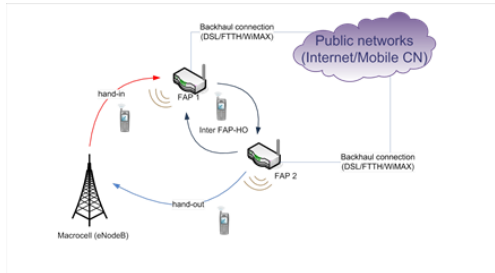 Backhaul connection
(DSL/FTTH/WiMAX)
Public networks
(Internet/Mobile CN)
hand-in
FAP 1
Inter FAP-HO
FAP 2
Backhaul connection
(DSL/FTTH/WiMAX)
hand-out
Macrocell (eNodeB)